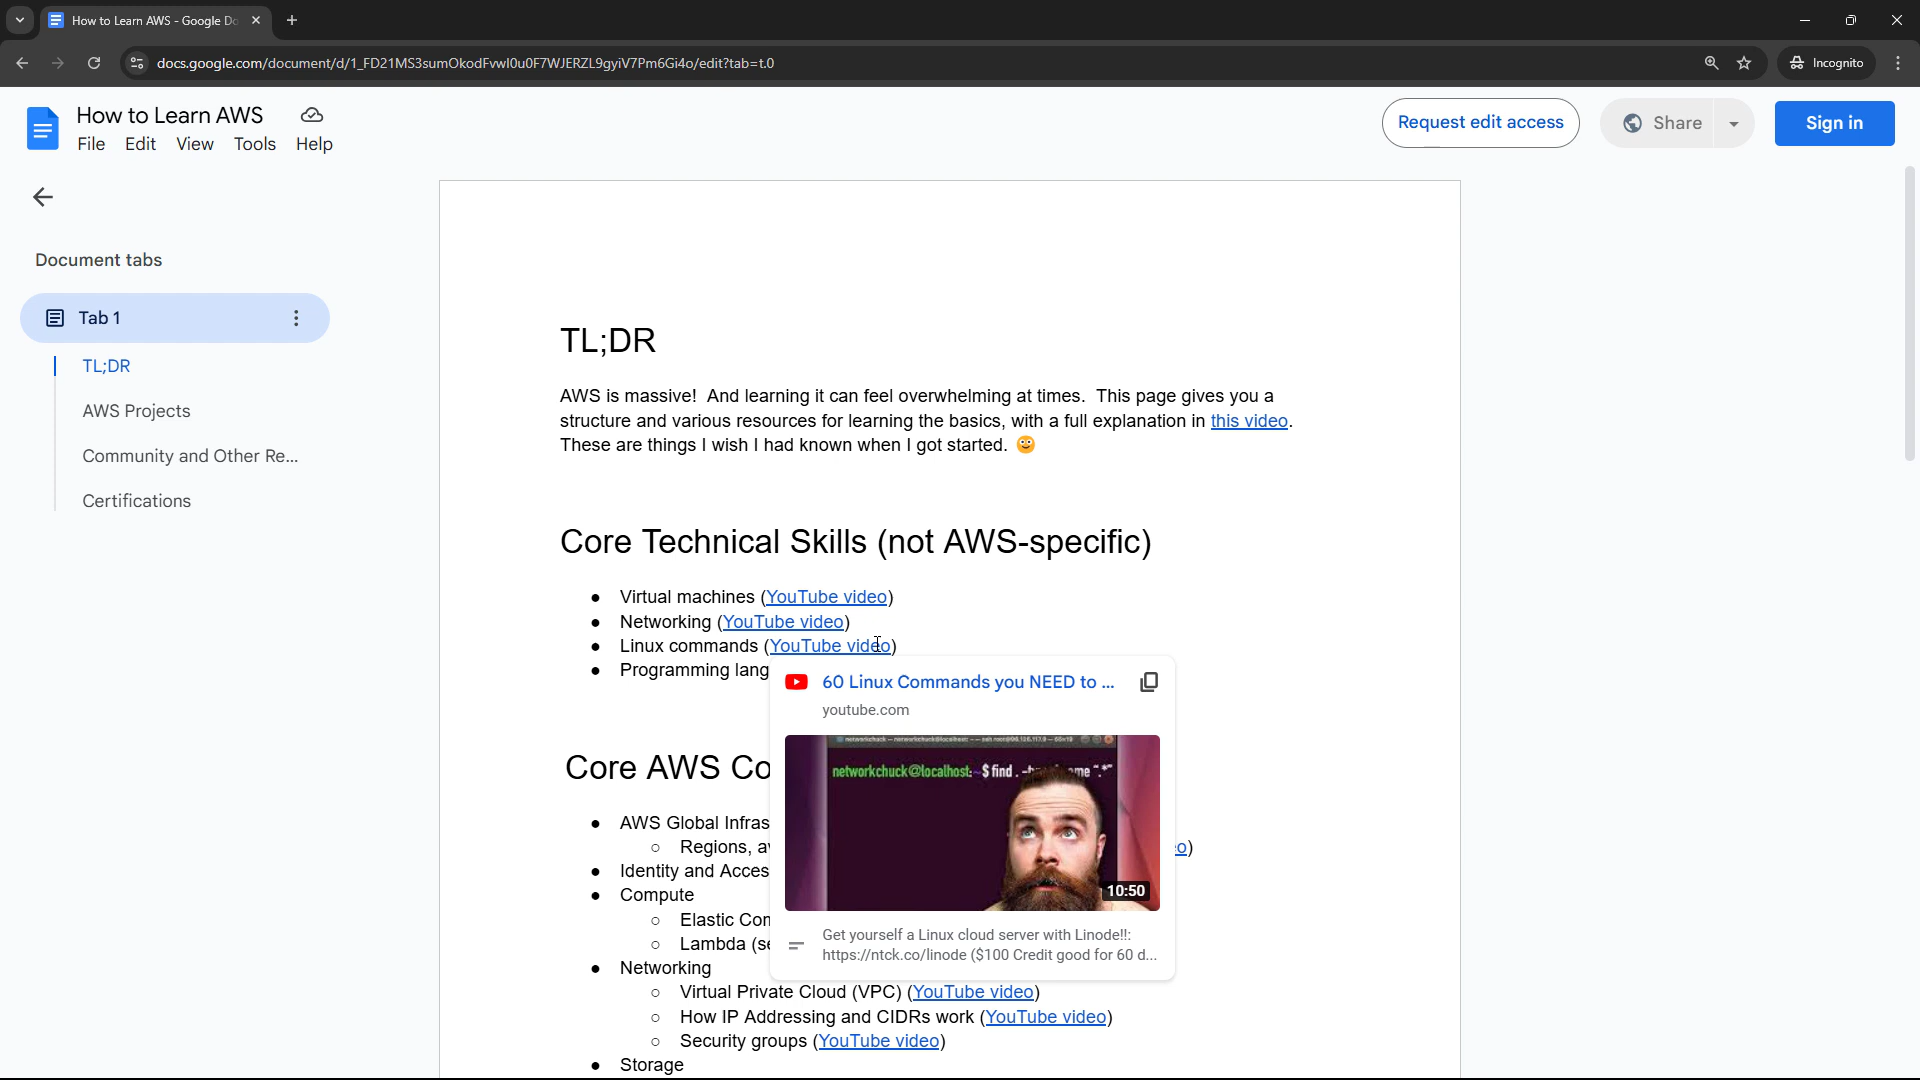 How to Learn AWS - Google Do
docs.google.com/document/d/1_FD21MS3sumOkodFvwl0u0F7WJERZL9gyiV7Pm6Gi4o/edit?tab=t.0
Incognito
How to Learn AWS
File Edit View Tools Help
Request edit access
Share
Sign in
Document tabs
Tab 1
TL;DR
AWS Projects
Community and Other Re...
Certifications
TL;DR
AWS is massive!  And learning it can feel overwhelming at times.  This page gives you a
structure and various resources for learning the basics, with a full explanation in this video.
These are things I wish I had known when I got started. 🙂
Core Technical Skills (not AWS-specific)
● Virtual machines (YouTube video)
● Networking (YouTube video)
● Linux commands (YouTube video)
● Programming lang
60 Linux Commands you NEED to ...
youtube.com
networkchuck@localhost:~$ find . -
10:50
Get yourself a Linux cloud server with Linode!!:
https://ntck.co/linode ($100 Credit good for 60 d...
Core AWS Co
● AWS Global Infras
○ Regions, av
eo)
● Identity and Acces
● Compute
○ Elastic Com
○ Lambda (se
● Networking
○ Virtual Private Cloud (VPC) (YouTube video)
○ How IP Addressing and CIDRs work (YouTube video)
○ Security groups (YouTube video)
● Storage